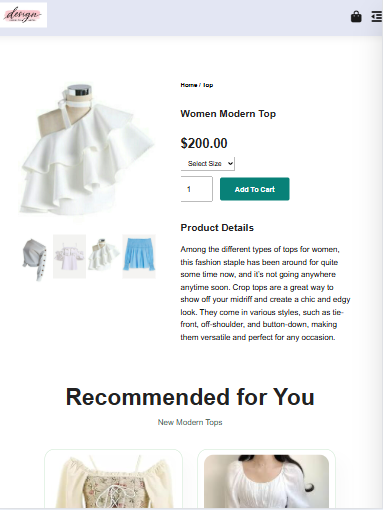 design
Home / Top
Women Modern Top
$200.00
Select Size
1
Add To Cart
Product Details
Among the different types of tops for women,
this fashion staple has been around for quite
some time now, and it's not going anywhere
anytime soon. Crop tops are a great way to
show off your midriff and create a chic and edgy
look. They come in various styles, such as tie-
front, off-shoulder, and button-down, making
them versatile and perfect for any occasion.
Recommended for You
New Modern Tops